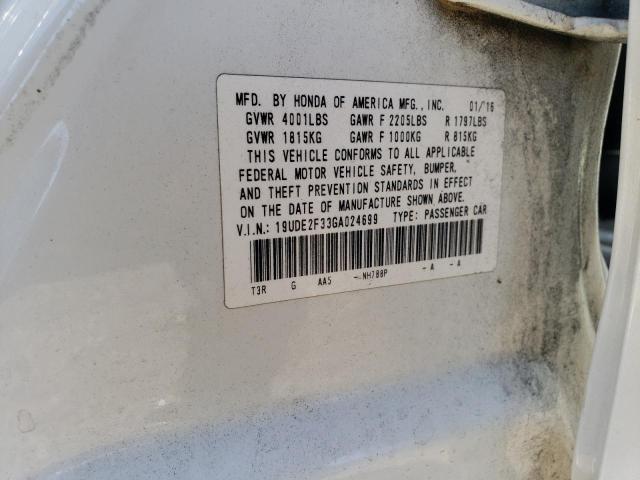 MFD. BY HONDA OF AMERICA MFG., INC. 01/16
GVWR 4001LBS GAWR F 2205LBS R 1797LBS
GVWR 1815KG GAWR F 1000KG R 815KG
THIS VEHICLE CONFORMS TO ALL APPLICABLE
FEDERAL MOTOR VEHICLE SAFETY, BUMPER,
AND THEFT PREVENTION STANDARDS IN EFFECT
ON THE DATE OF MANUFACTURE SHOWN ABOVE.
V.I.N.: 19UDE2F33GA024699 TYPE: PASSENGER CAR
T3R G AA5 -NH788P -A -A